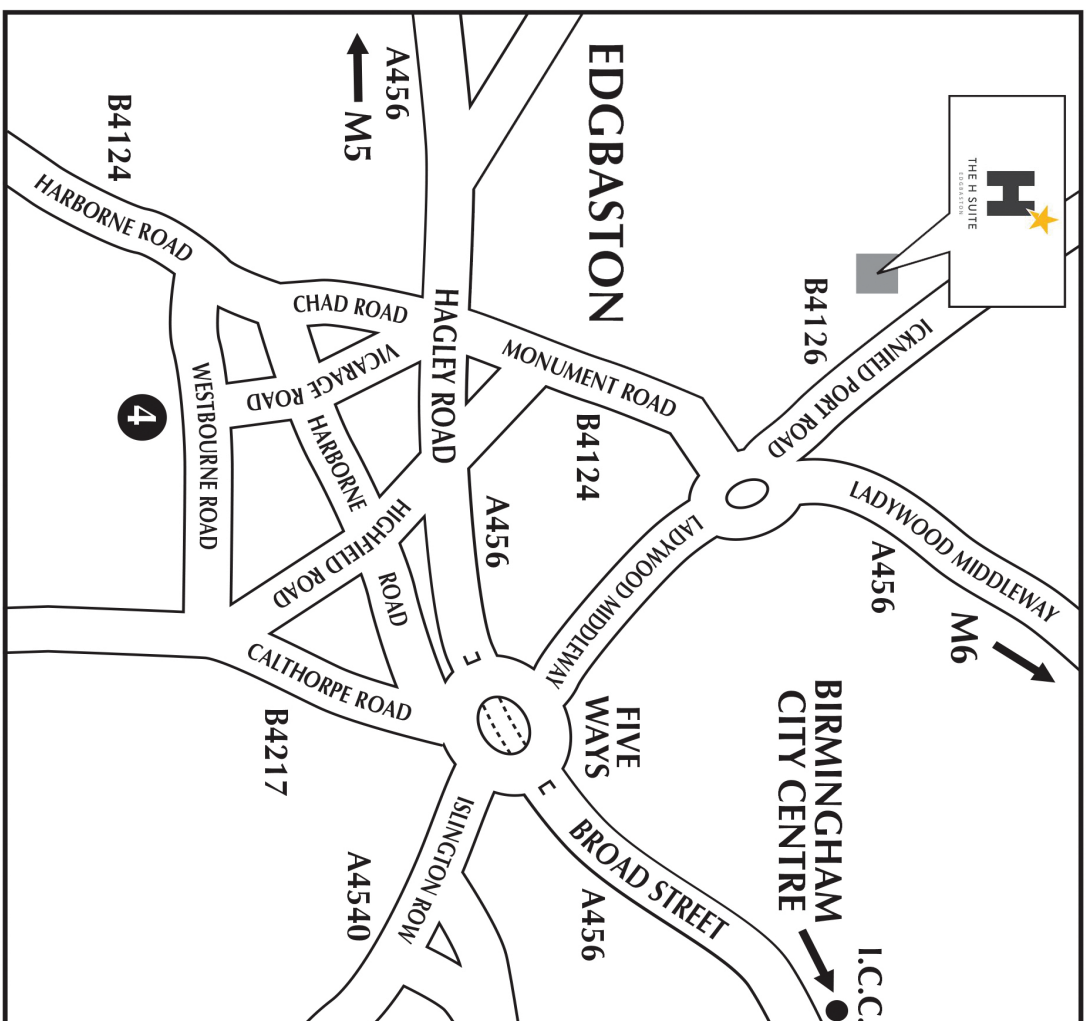 H
THE H SUITE
EDGBASTON
ICKNIELD PORT ROAD
B4126
LADYWOOD MIDDLEWAY
A456
M6
I.C.C.
BIRMINGHAM
CITY CENTRE
EDGBASTON
MONUMENT ROAD
B4124
LADYWOOD MIDDLEWAY
FIVE
WAYS
BROAD STREET
A456
A456
M5
HAGLEY ROAD
A456
CHAD ROAD
VICARAGE ROAD
HARBORNE
ROAD
HIGHFIELD ROAD
ISLINGTON ROW
A4540
B4124
HARBORNE ROAD
WESTBOURNE ROAD
CALTHORPE ROAD
B4217
4